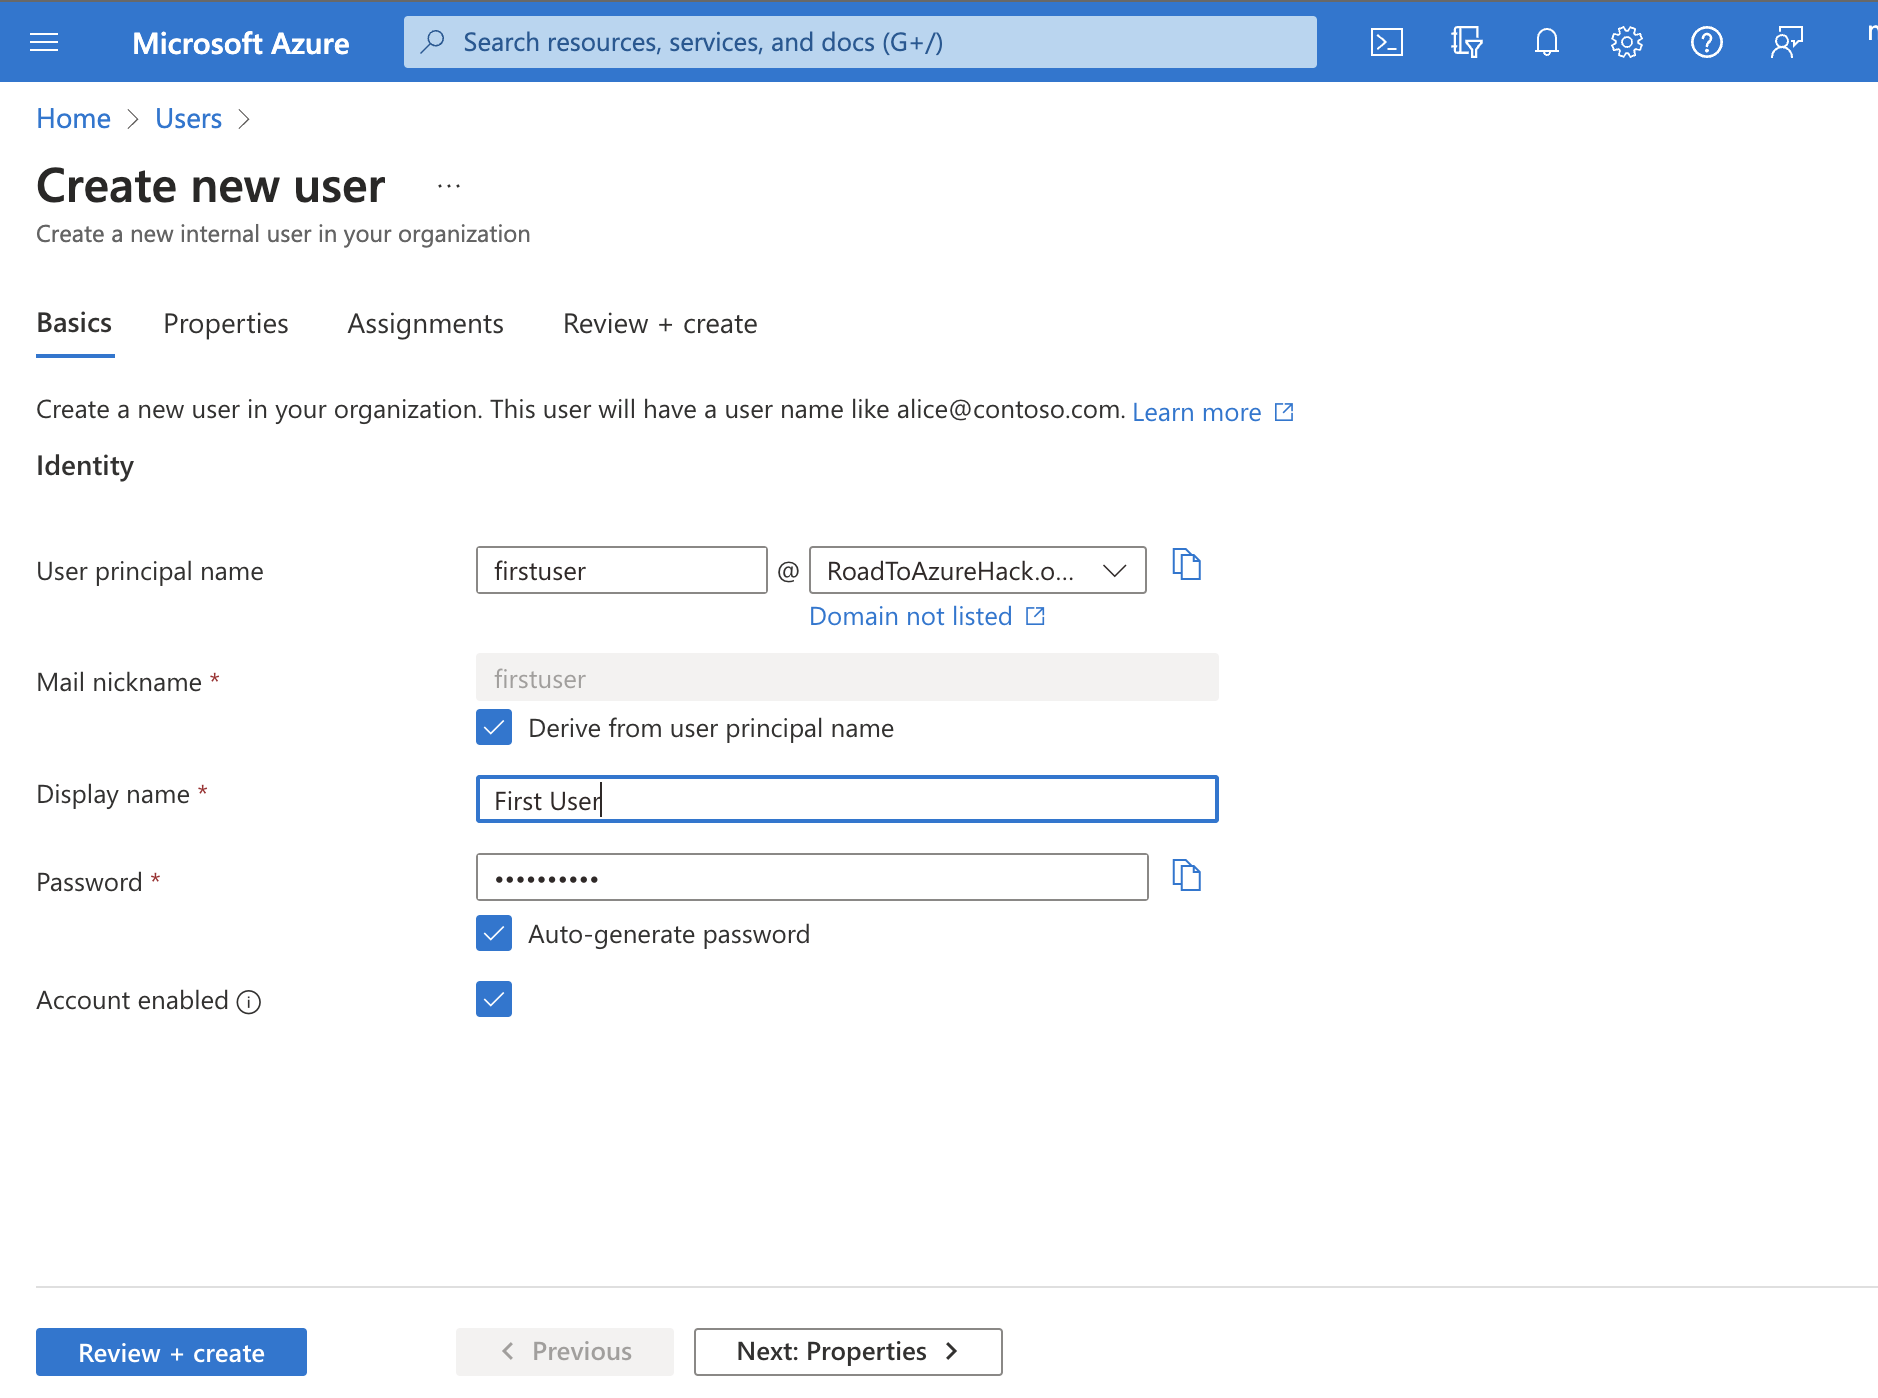 Microsoft Azure
Search resources, services, and docs (G+/)
Home > Users >
Create new user ...
Create a new internal user in your organization
Basics Properties Assignments Review + create
Create a new user in your organization. This user will have a user name like alice@contoso.com. Learn more
Identity
User principal name firstuser @ RoadToAzureHack.o...
Domain not listed
Mail nickname * firstuser
Derive from user principal name
Display name * First User
Password * ••••••••••
Auto-generate password
Account enabled
Review + create < Previous Next: Properties >